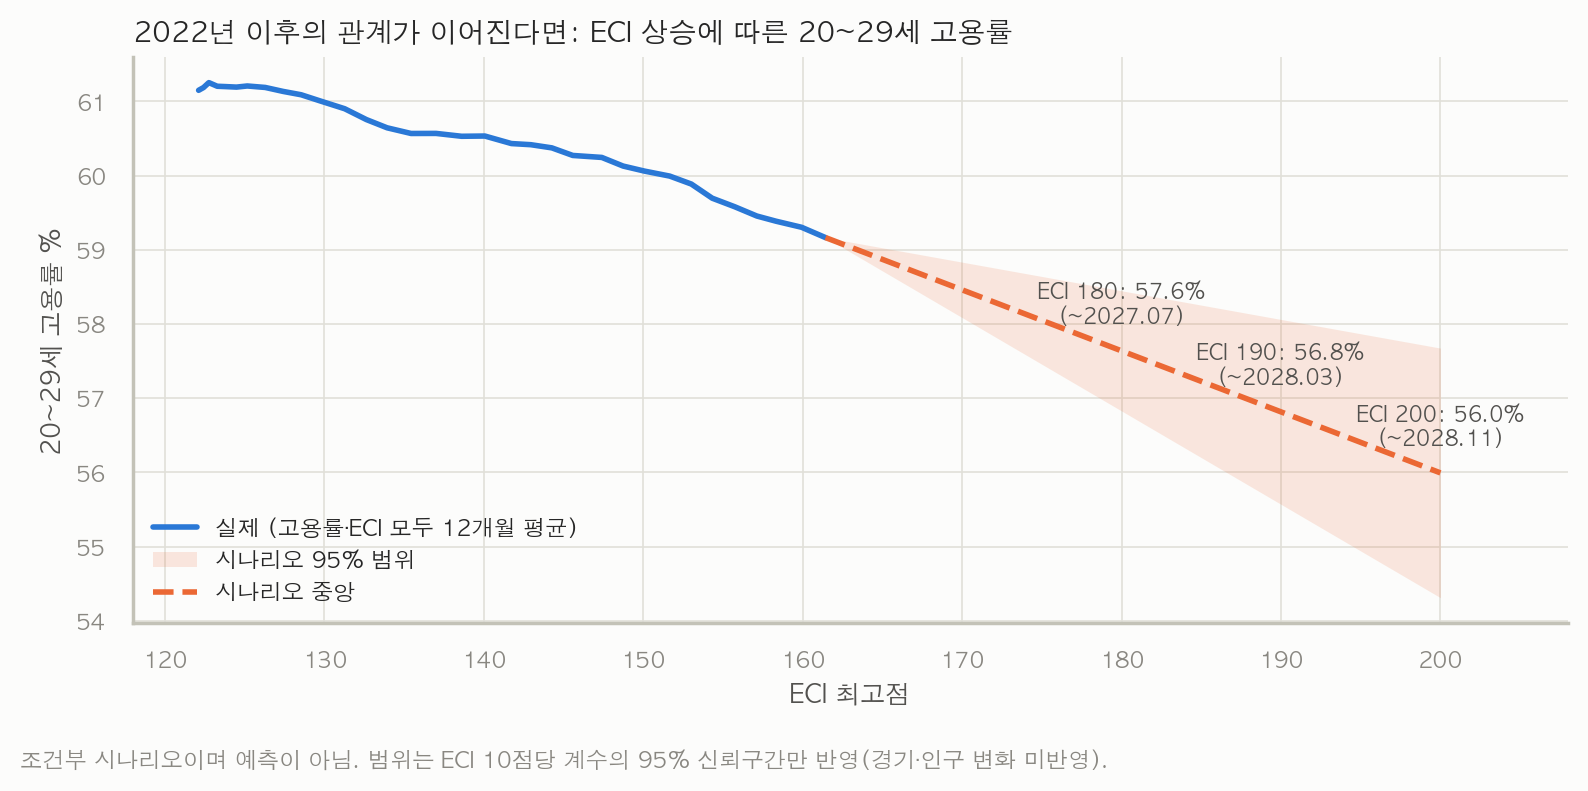 2022년 이후의 관계가 이어진다면: ECI 상승에 따른 20~29세 고용률
20~29세 고용률 %
61
60
59
58
57
56
55
54
ECI 180: 57.6%
(~2027.07)
ECI 190: 56.8%
(~2028.03)
ECI 200: 56.0%
(~2028.11)
실제 (고용률·ECI 모두 12개월 평균)
시나리오 95% 범위
시나리오 중앙
120 130 140 150 160 170 180 190 200
ECI 최고점
조건부 시나리오이며 예측이 아님. 범위는 ECI 10점당 계수의 95% 신뢰구간만 반영(경기·인구 변화 미반영).